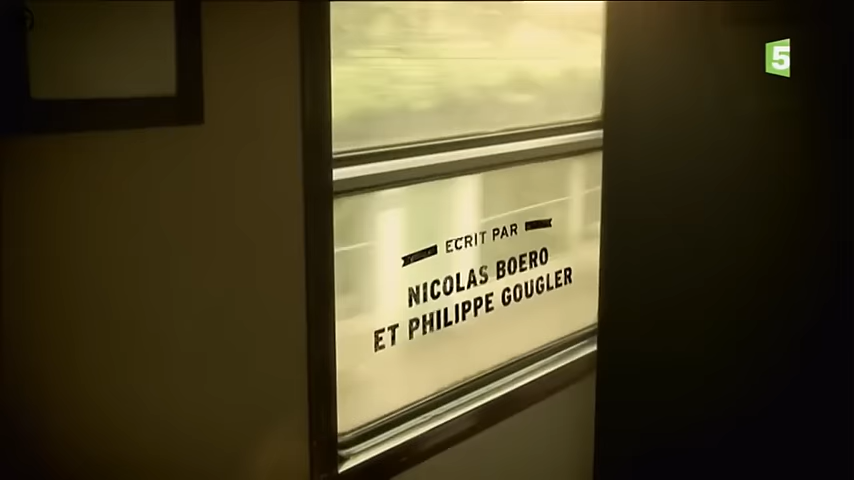 5
ECRIT PAR
NICOLAS BOERO
ET PHILIPPE GOUGLER